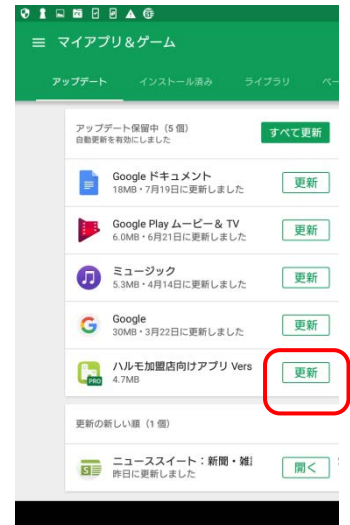 マイアプリ&ゲーム
アップデート インストール済み ライブラリ ベー
アップデート保留中（5 個）
自動更新を有効にしました
すべて更新
Google ドキュメント
18MB・7月19日に更新しました
更新
Google Play ムービー& TV
6.0MB・6月21日に更新しました
更新
ミュージック
5.3MB・4月14日に更新しました
更新
Google
30MB・3月22日に更新しました
更新
ハルモ加盟店向けアプリ Vers
4.7MB
更新
PRO
更新の新しい順（1 個）
ニューススイート：新聞・雑
昨日に更新しました
開く